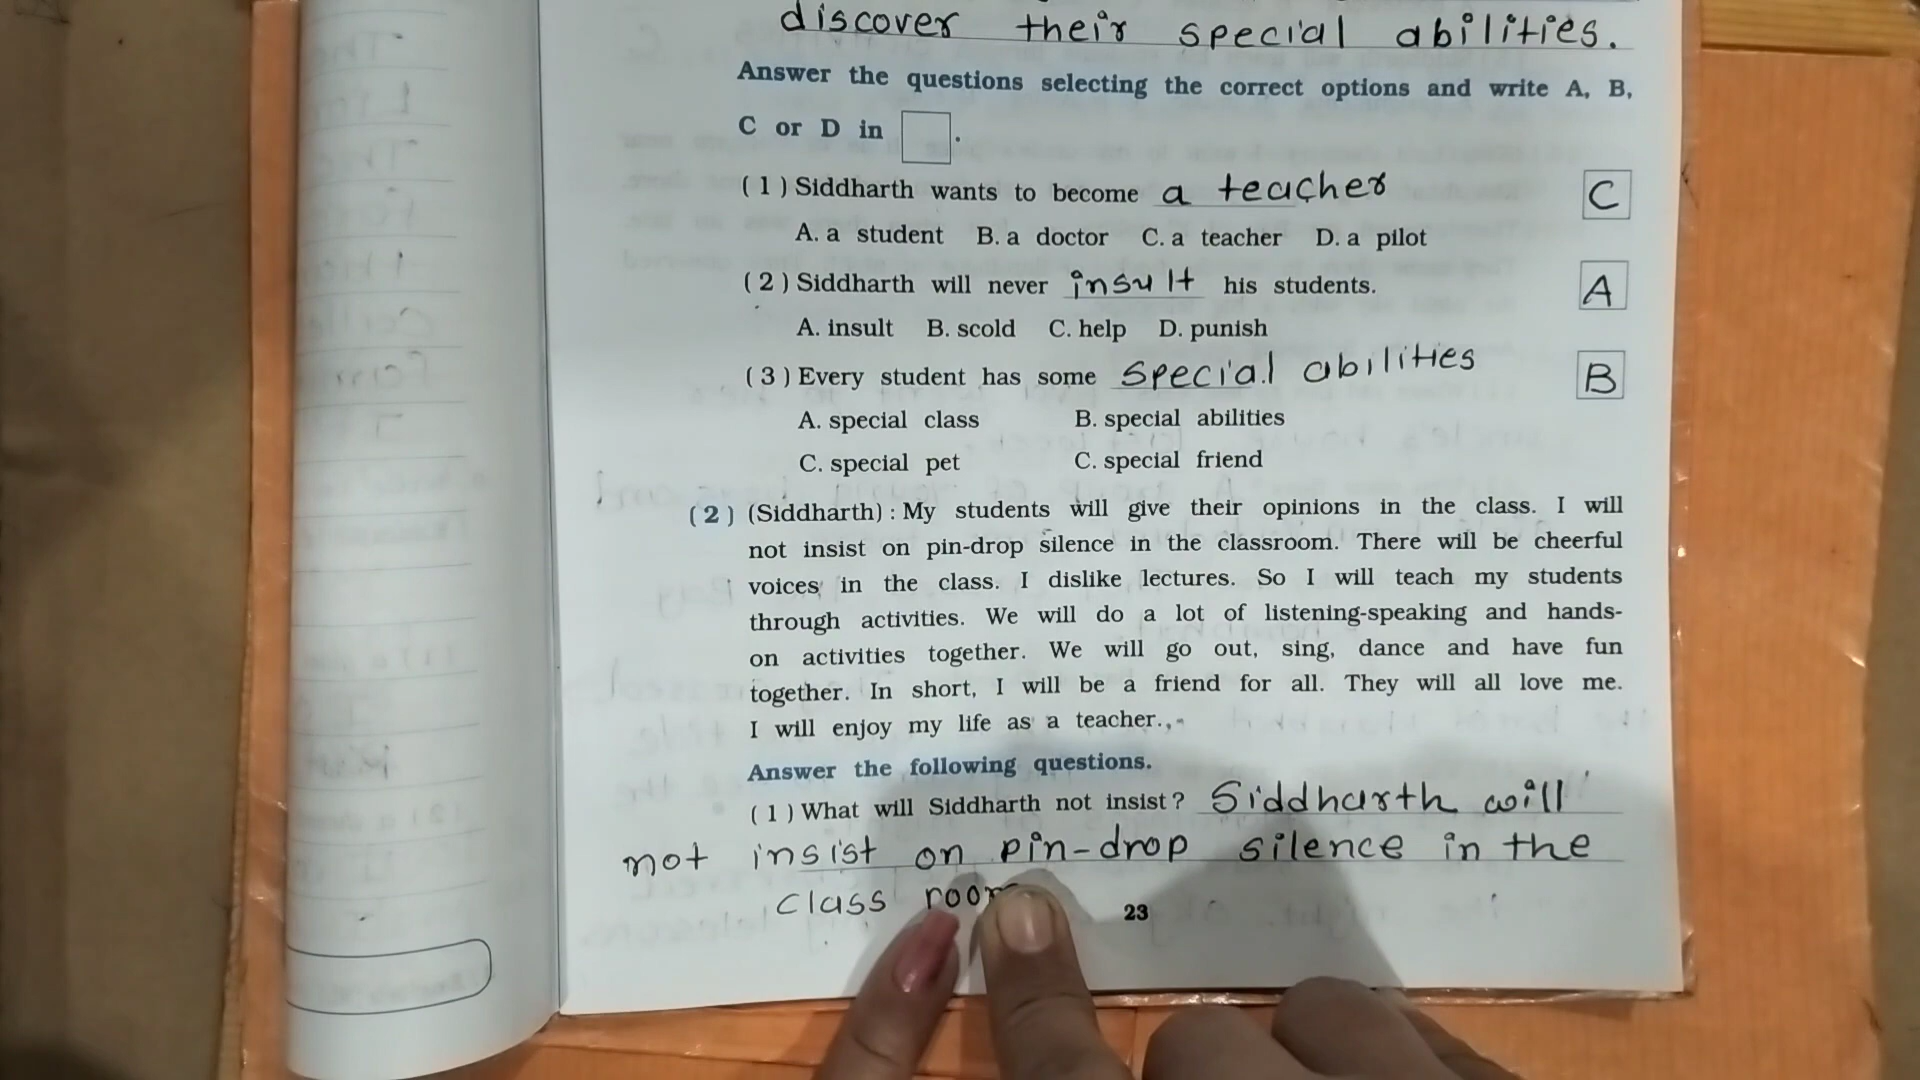 discover their special abilities.
Answer the questions selecting the correct options and write A, B,
C or D in .
( 1 ) Siddharth wants to become a teacher C
A. a student B. a doctor C. a teacher D. a pilot
( 2 ) Siddharth will never insult his students. A
A. insult B. scold C. help D. punish
( 3 ) Every student has some special abilities B
A. special class B. special abilities
C. special pet C. special friend
( 2 ) (Siddharth) : My students will give their opinions in the class. I will
not insist on pin-drop silence in the classroom. There will be cheerful
voices in the class. I dislike lectures. So I will teach my students
through activities. We will do a lot of listening-speaking and hands-
on activities together. We will go out, sing, dance and have fun
together. In short, I will be a friend for all. They will all love me.
I will enjoy my life as a teacher.,
Answer the following questions.
( 1 ) What will Siddharth not insist? Siddharth will
not insist on pin-drop silence in the
class
23